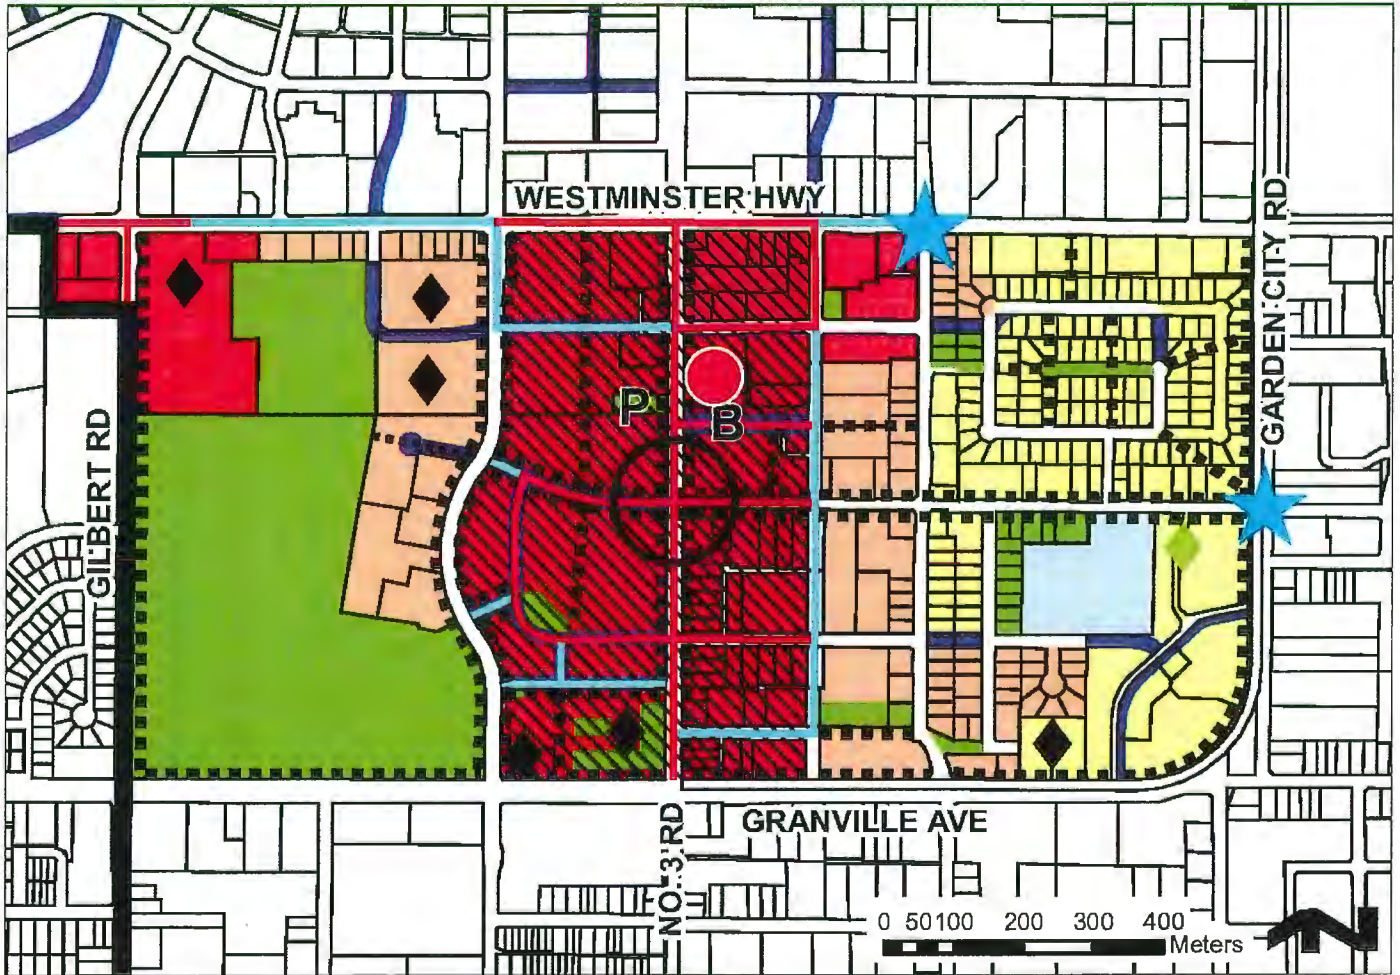 WESTMINSTER HWY
GARDEN CITY RD
GILBERT RD
P
B
NO. 3 RD
GRANVILLE AVE
0 50 100 200 300 400
Meters
N